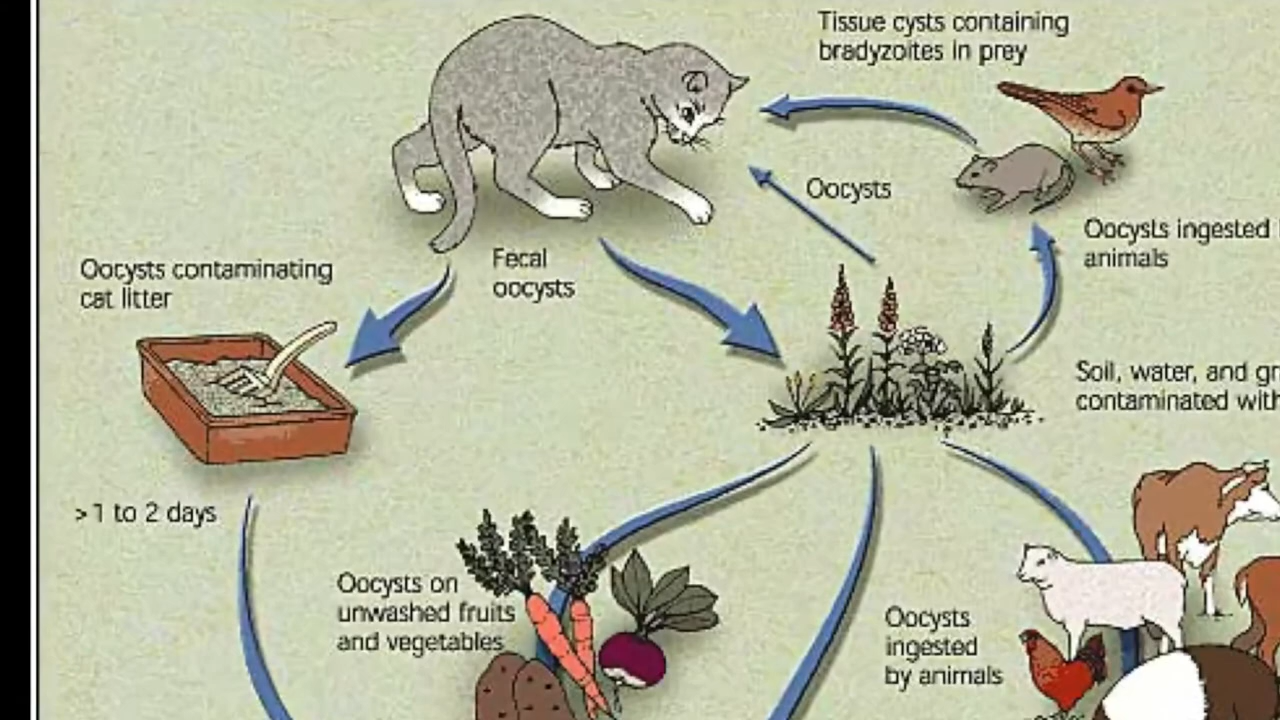 Tissue cysts containing
bradyzoites in prey
Oocysts
Oocysts ingested
animals
Fecal
oocysts
Oocysts contaminating
cat litter
Soil, water, and
contaminated
>1 to 2 days
Oocysts on
unwashed fruits
and vegetables
Oocysts
ingested
by animals